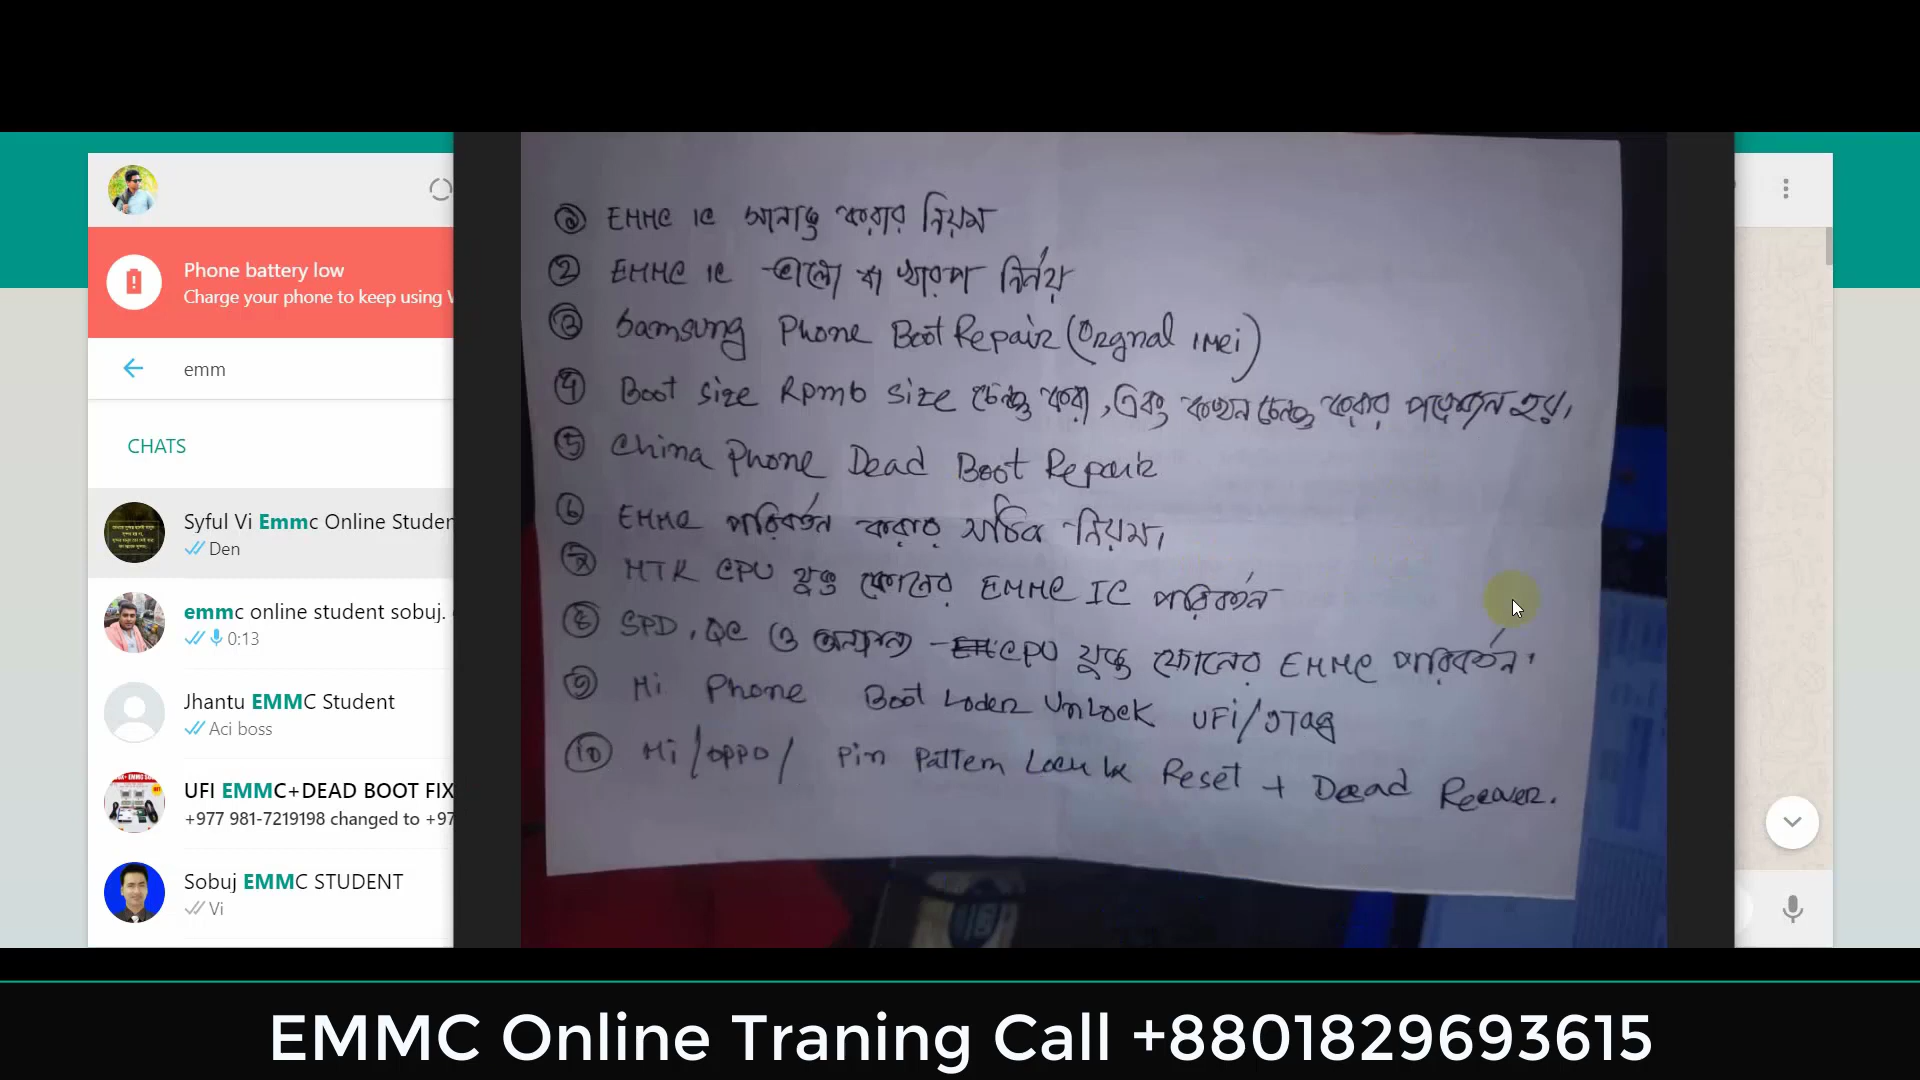 Phone battery low
Charge your phone to keep using
emm
CHATS
Syful Vi Emmc Online Studen
Den
emmc online student sobuj.
0:13
Jhantu EMMC Student
Aci boss
UFI EMMC+DEAD BOOT FIX
+977 981-7219198 changed to +97
Sobuj EMMC STUDENT
Vi
① EMMC IC সনাক্ত করার নিয়ম
② EMMC IC ভালো বা খারাপ নির্নয়
③ Samsung Phone Boot Repair (Orgnal IMEi)
④ Boot Size Rpmb Size চেঞ্জ করা, এবং কখন চেঞ্জ করার হয়।
⑤ China Phone Dead Boot Repair
⑥ EMMC পরিবর্তন করার সঠিক নিয়ম।
⑦ MTK CPU যুক্ত ফোনের EMMC IC পরিবর্তন
⑧ SPD, QC ও অন্যান্য CPU যুক্ত ফোনের EMMC পরিবর্তন।
⑨ Mi Phone Boot Loder UnLock UFi/JTag
⑩ Mi/OPPO/ Pin Pattern Reset + Dead Recover.
EMMC Online Traning Call +8801829693615